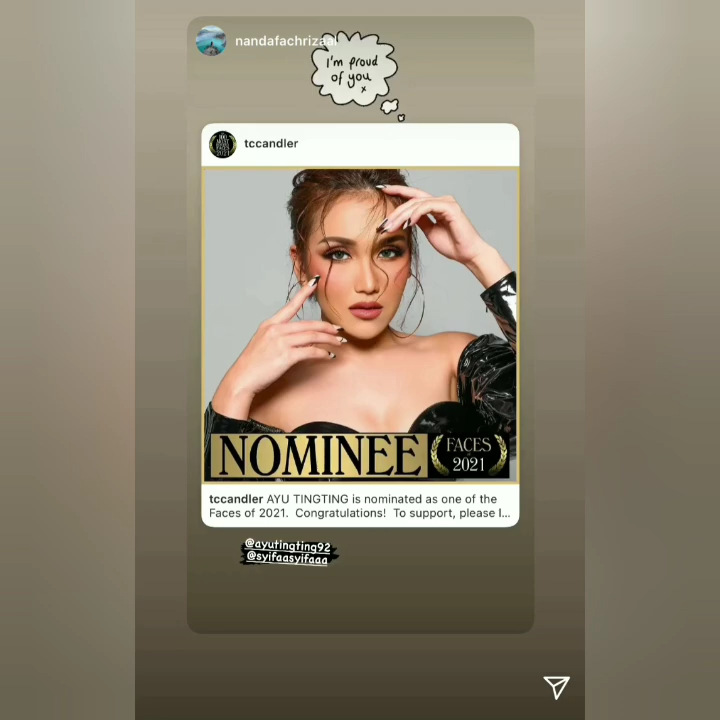 nandafachrizaal
I'm proud
of you
x
tccandler
NOMINEE
FACES
2021
tccandler AYU TINGTING is nominated as one of the
Faces of 2021. Congratulations! To support, please l...
@ayutingting92
@syifaasyifaaa